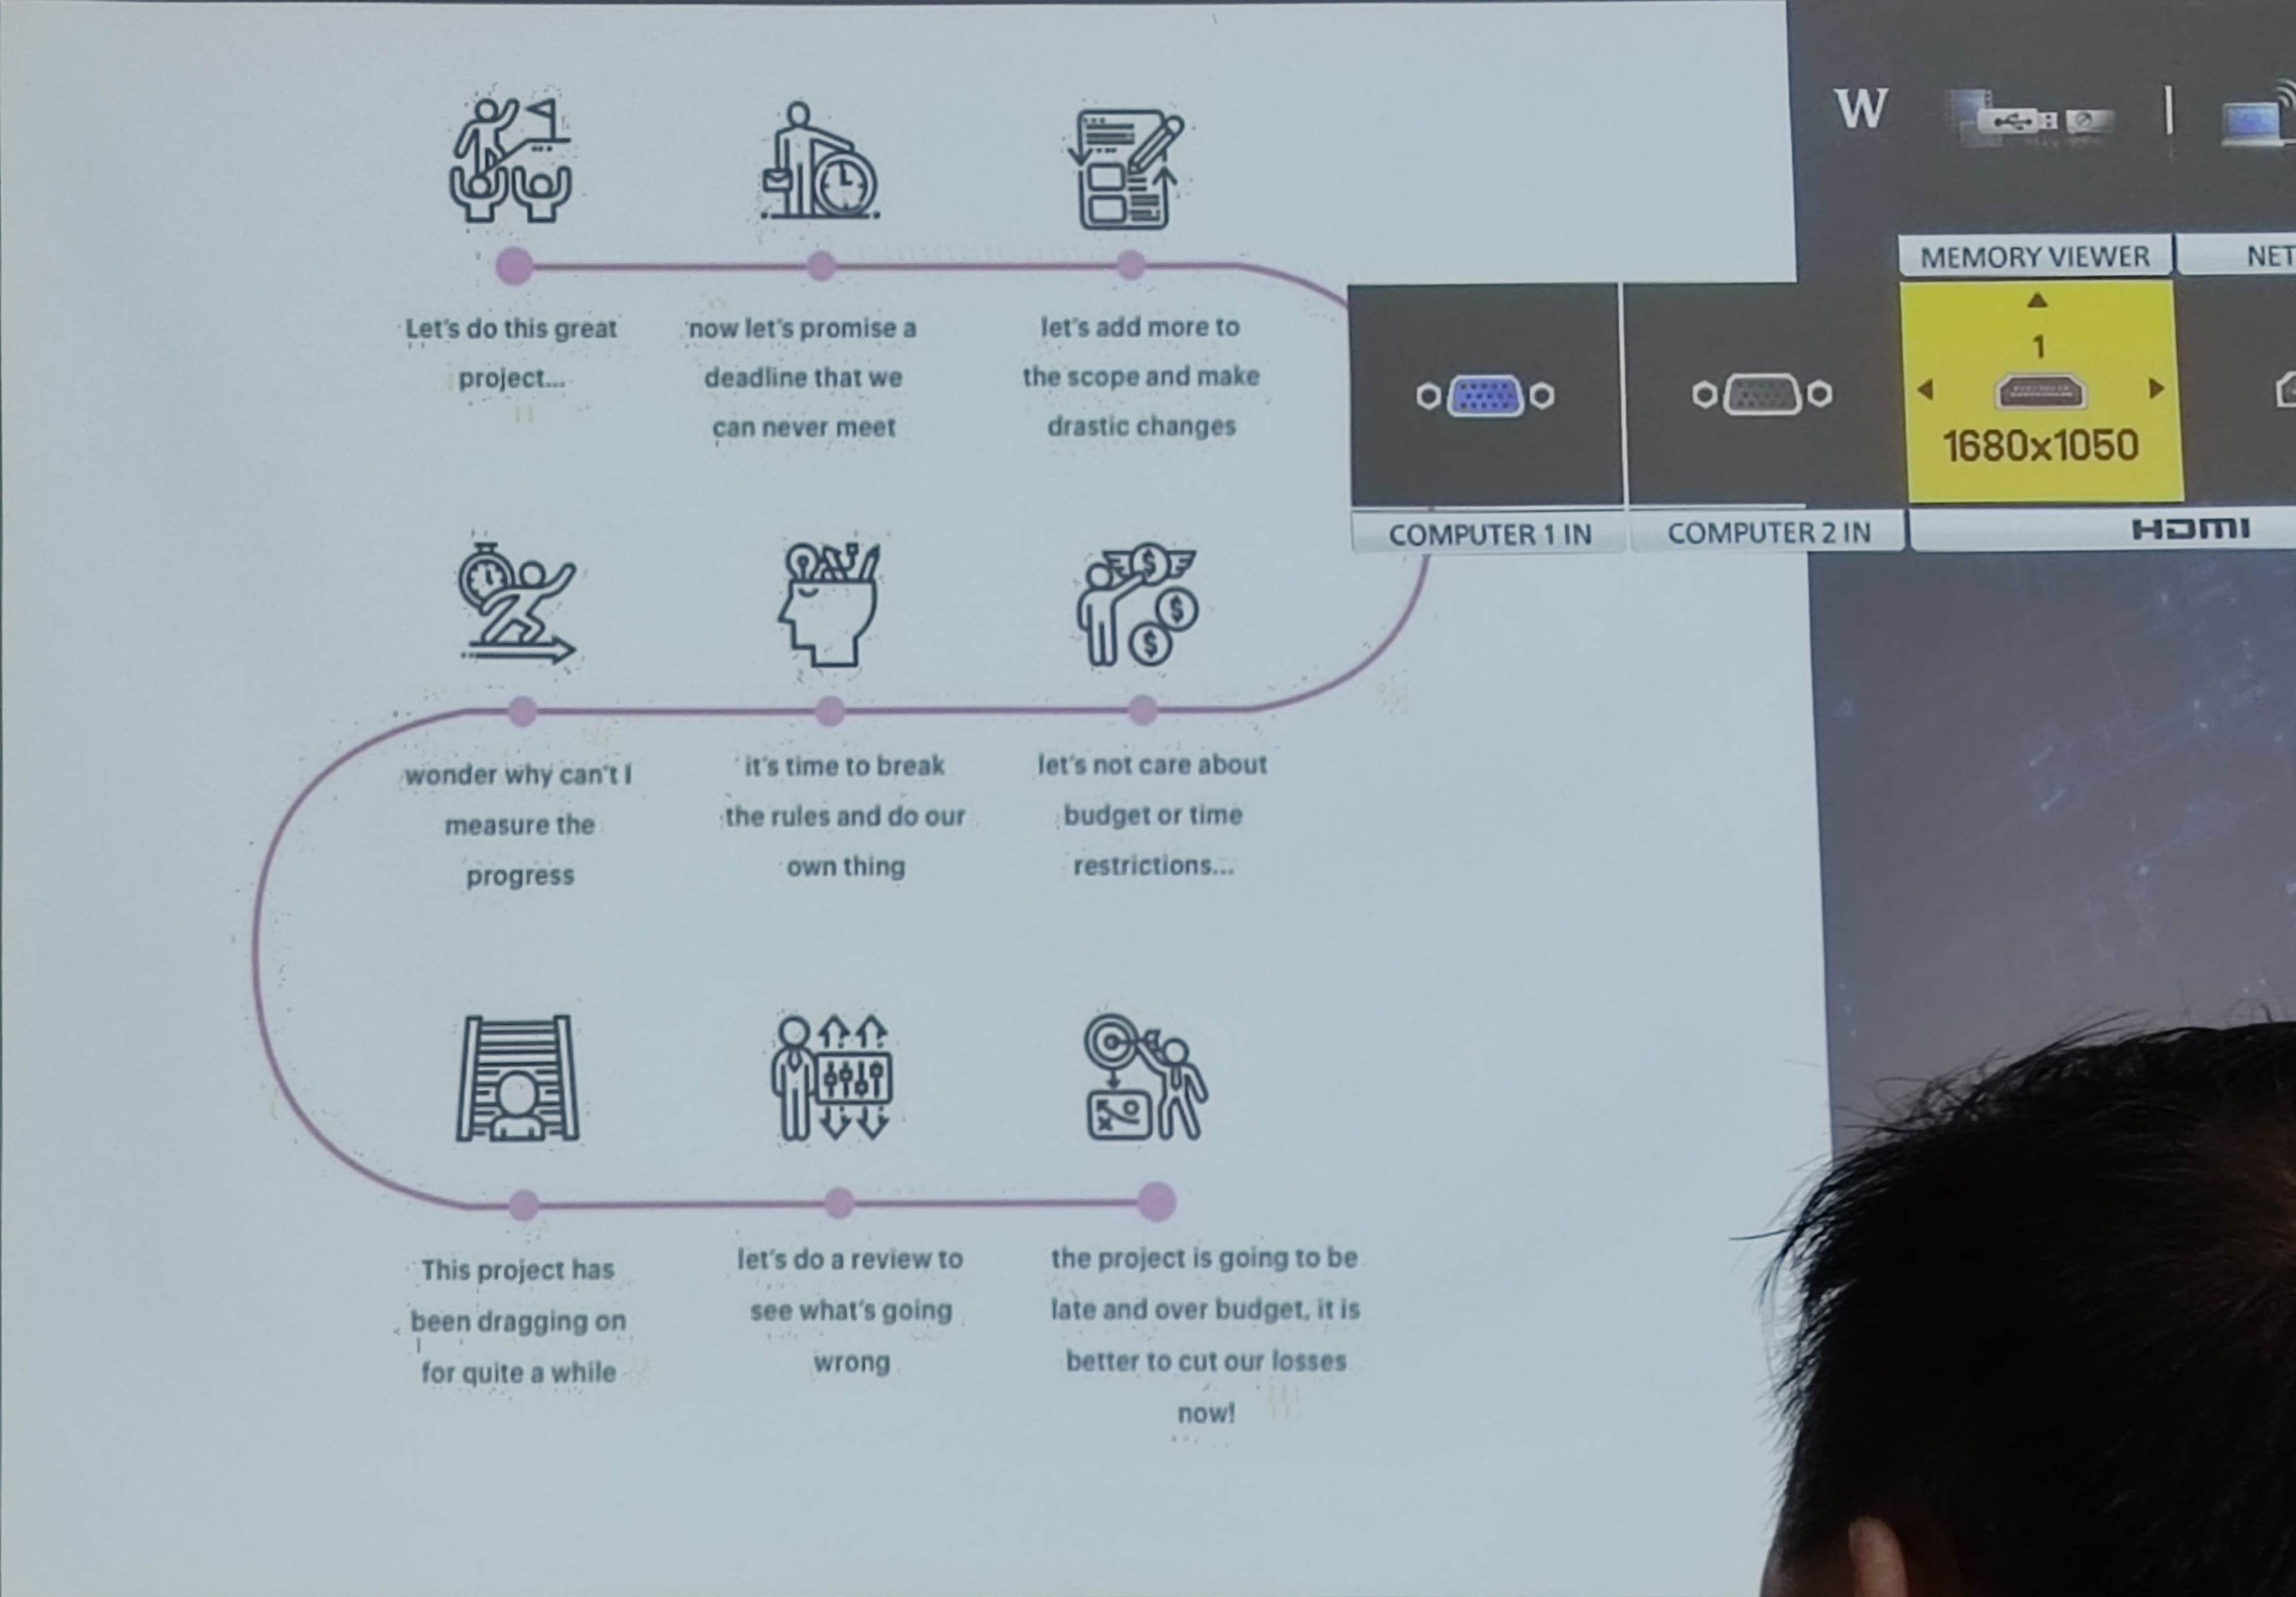 Let's do this great
project...
now let's promise a
deadline that we
can never meet
let's add more to
the scope and make
drastic changes
W
MEMORY VIEWER
NET
1
1680x1050
COMPUTER 1 IN
COMPUTER 2 IN
HDMI
wonder why can't I
measure the
progress
it's time to break
the rules and do our
own thing
let's not care about
budget or time
restrictions...
This project has
been dragging on
for quite a while
let's do a review to
see what's going
wrong
the project is going to be
late and over budget, it is
better to cut our losses
now!